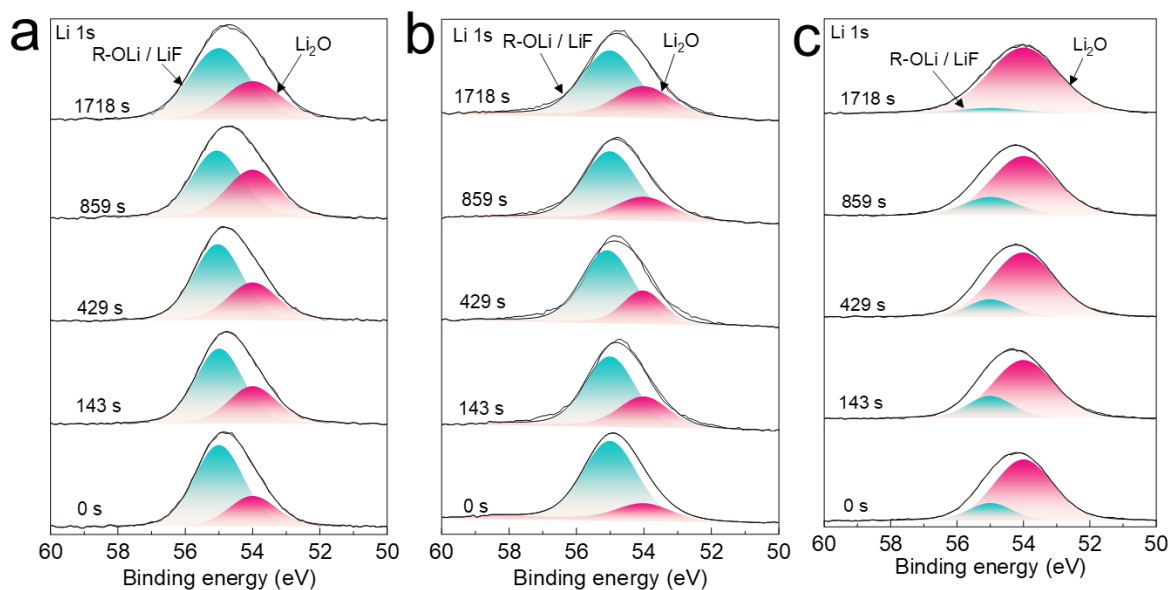 a
Li 1s
R-OLi / LiF
Li₂O
1718 s
859 s
429 s
143 s
0 s
60 58 56 54 52 50
Binding energy (eV)
b
Li 1s
R-OLi / LiF
Li₂O
1718 s
859 s
429 s
143 s
0 s
60 58 56 54 52 50
Binding energy (eV)
c
Li 1s
R-OLi / LiF
Li₂O
1718 s
859 s
429 s
143 s
0 s
60 58 56 54 52 50
Binding energy (eV)